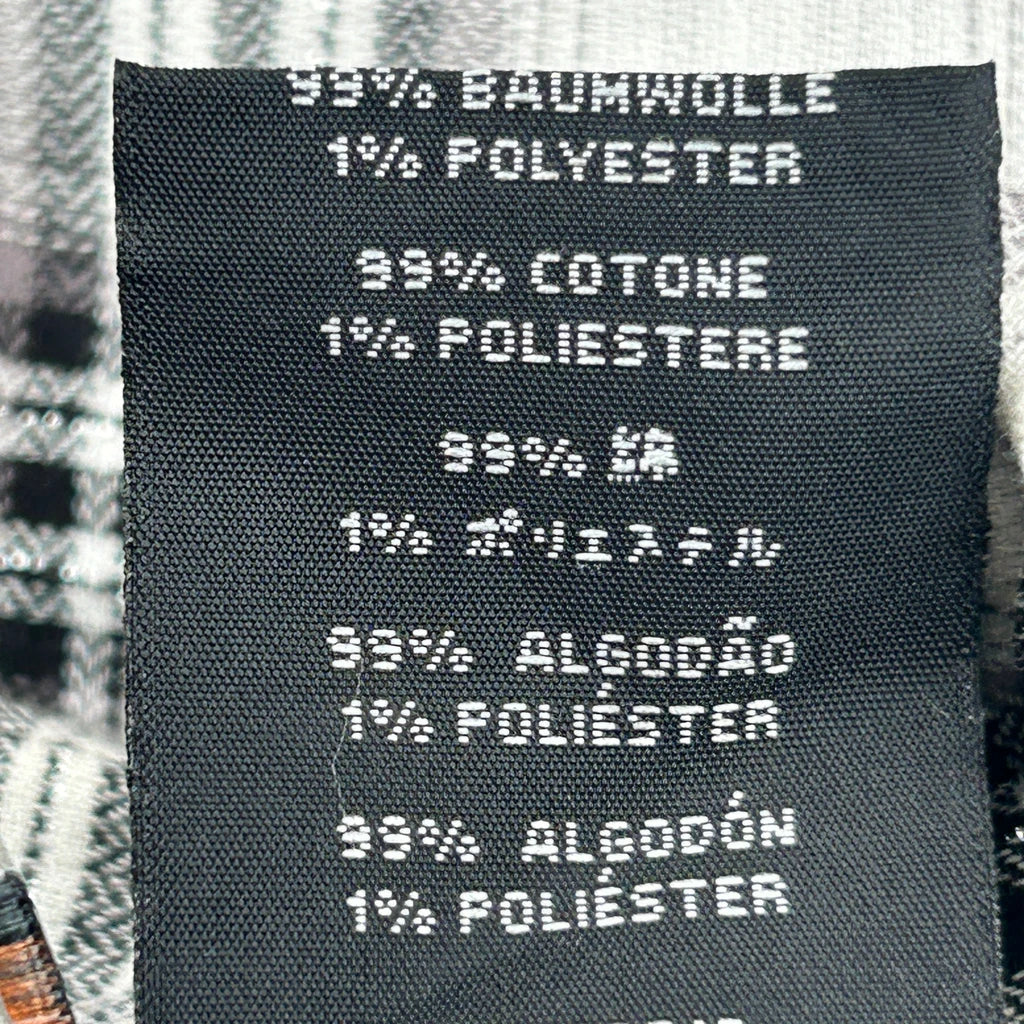 99% BAUMWOLLE
1% POLYESTER
99% COTONE
1% POLIESTERE
99% 綿
1% ポリエステル
99% ALGODÃO
1% POLIÉSTER
99% ALGODÓN
1% POLIÉSTER